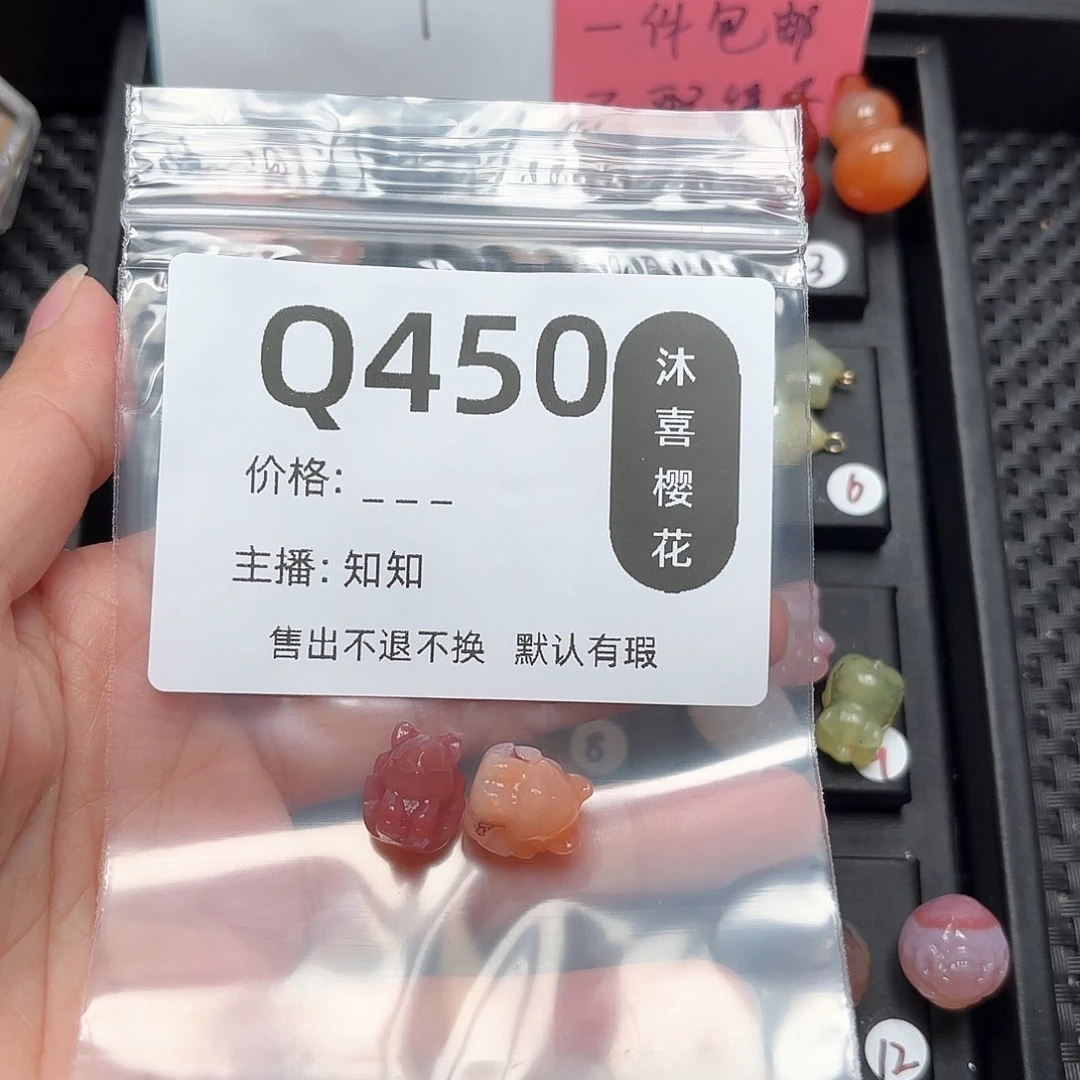 一件包邮
Q450
沐喜樱花
价格: _ _ _
主播: 知知
售出不退不换 默认有瑕
3
6
8
12